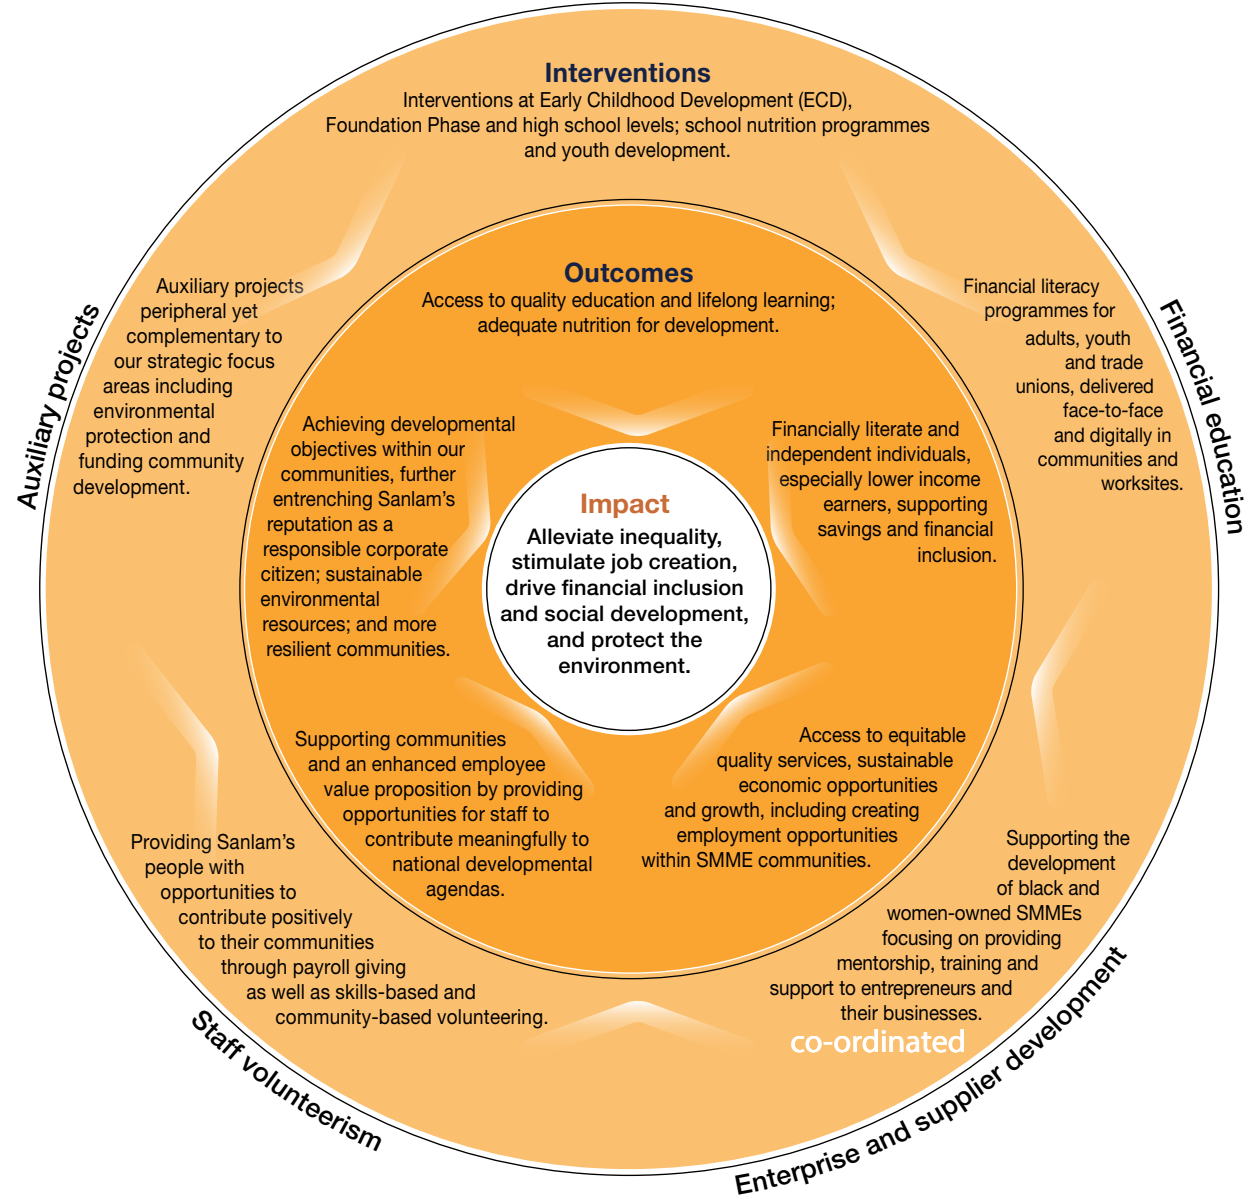 Interventions
Interventions at Early Childhood Development (ECD),
Foundation Phase and high school levels; school nutrition programmes
and youth development.
Financial education
Financial literacy
programmes for
adults, youth
and trade
unions, delivered
face-to-face
and digitally in
communities and
worksites.
Enterprise and supplier development
Supporting the
development
of black and
women-owned SMMEs
focusing on providing
mentorship, training and
support to entrepreneurs and
their businesses.
co-ordinated
Staff volunteerism
Providing Sanlam's
people with
opportunities to
contribute positively
to their communities
through payroll giving
as well as skills-based and
community-based volunteering.
Auxiliary projects
Auxiliary projects
peripheral yet
complementary to
our strategic focus
areas including
environmental
protection and
funding community
development.
Outcomes
Access to quality education and lifelong learning;
adequate nutrition for development.
Financially literate and
independent individuals,
especially lower income
earners, supporting
savings and financial
inclusion.
Access to equitable
quality services, sustainable
economic opportunities
and growth, including creating
employment opportunities
within SMME communities.
Supporting communities
and an enhanced employee
value proposition by providing
opportunities for staff to
contribute meaningfully to
national developmental
agendas.
Achieving developmental
objectives within our
communities, further
entrenching Sanlam's
reputation as a
responsible corporate
citizen; sustainable
environmental
resources; and more
resilient communities.
Impact
Alleviate inequality,
stimulate job creation,
drive financial inclusion
and social development,
and protect the
environment.